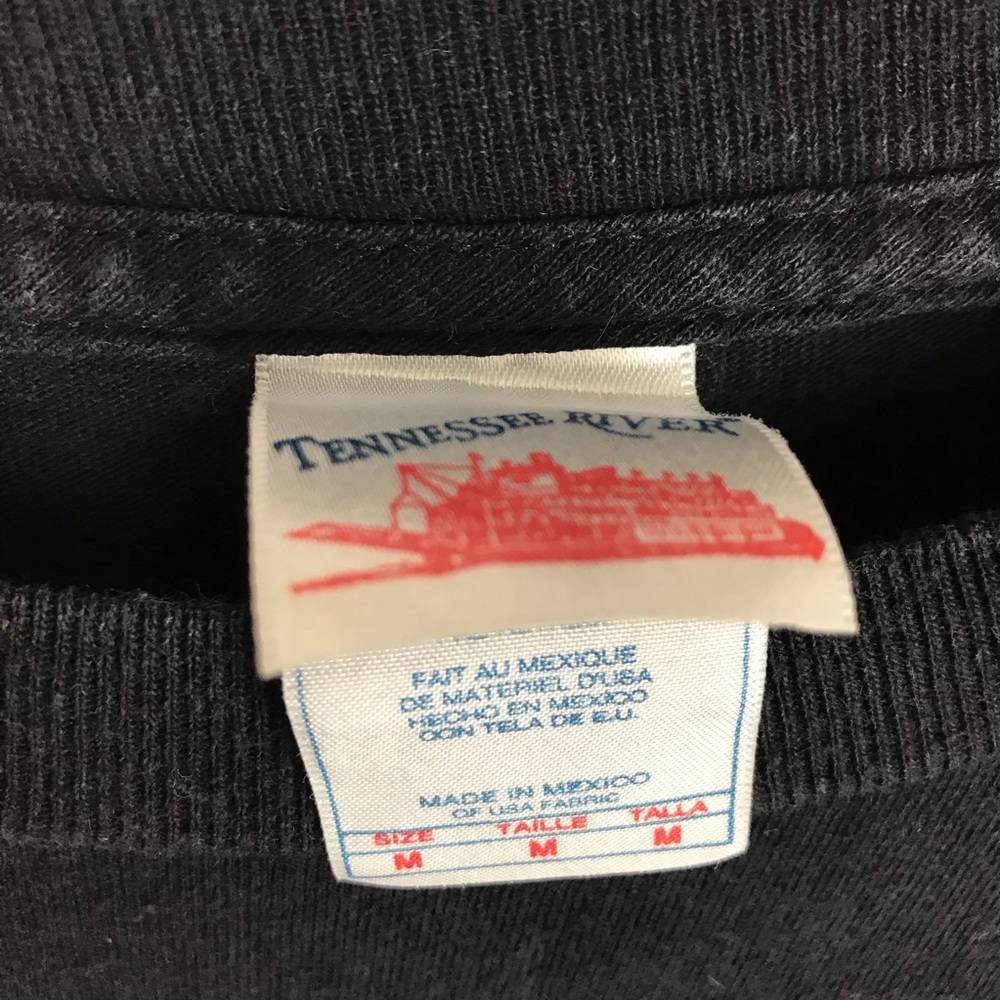 TENNESSEE RIVER
FAIT AU MEXIQUE
DE MATERIEL D'USA
HECHO EN MEXICO
CON TELA DE E.U.
MADE IN MEXICO
OF USA FABRIC
SIZE TAILLE TALLA
M M M